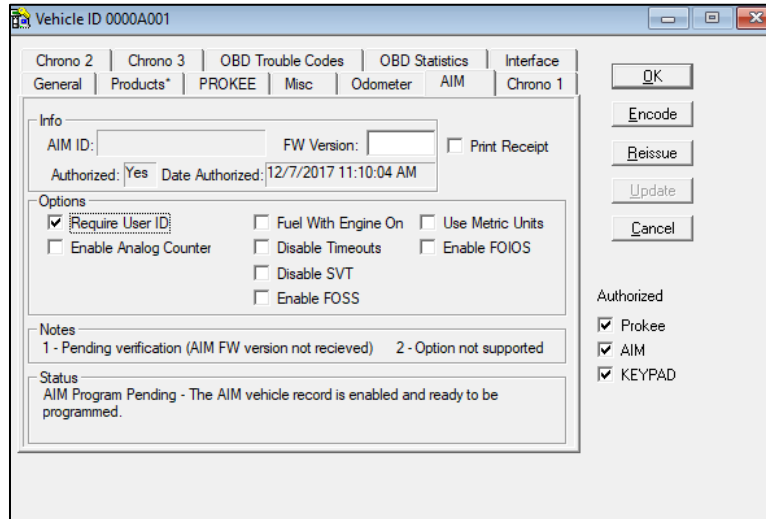 Vehicle ID 0000A001
Chrono 2 Chrono 3 OBD Trouble Codes OBD Statistics Interface
General Products* PROKEE Misc Odometer AIM Chrono 1
OK
Encode
Reissue
Update
Cancel
Info
AIM ID: FW Version: Print Receipt
Authorized: Yes Date Authorized: 12/7/2017 11:10:04 AM
Options
Require User ID Fuel With Engine On Use Metric Units
Enable Analog Counter Disable Timeouts Enable FOIOS
Disable SVT
Enable FOSS
Authorized
Prokee
AIM
KEYPAD
Notes
1 - Pending verification (AIM FW version not recieved) 2 - Option not supported
Status
AIM Program Pending - The AIM vehicle record is enabled and ready to be
programmed.